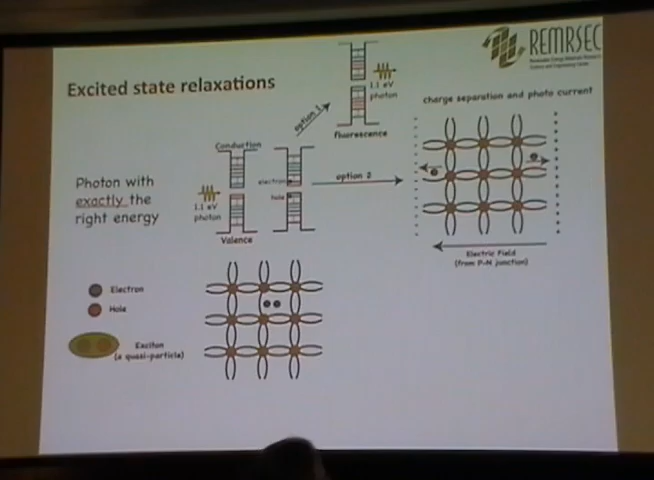 REMRSEC
Excited state relaxations
1.1 eV
photon
fluorescence
option 1
charge separation and photo current
Conduction
electron
hole
option 2
Photon with
exactly the
right energy
1.1 eV
photon
Valence
Electric Field
(from P-N junction)
Electron
Hole
Exciton
(a quasi-particle)